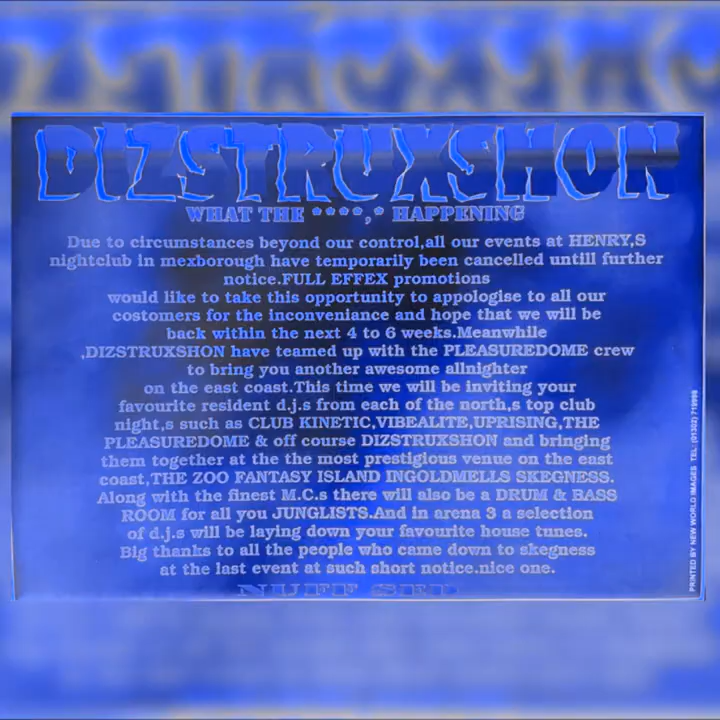 DIZSTRUXSHON
WHAT THE ****,* HAPPENING
Due to circumstances beyond our control,all our events at HENRY,S
nightclub in mexborough have temporarily been cancelled untill further
notice.FULL EFFEX promotions
would like to take this opportunity to appologise to all our
costomers for the inconveniance and hope that we will be
back within the next 4 to 6 weeks.Meanwhile
,DIZSTRUXSHON have teamed up with the PLEASUREDOME crew
to bring you another awesome allnighter
on the east coast.This time we will be inviting your
favourite resident d.j.s from each of the north,s top club
night,s such as CLUB KINETIC,VIBEALITE,UPRISING,THE
PLEASUREDOME & off course DIZSTRUXSHON and bringing
them together at the the most prestigious venue on the east
coast,THE ZOO FANTASY ISLAND INGOLDMELLS SKEGNESS.
Along with the finest M.C.s there will also be a DRUM & BASS
ROOM for all you JUNGLISTS.And in arena 3 a selection
of d.j.s will be laying down your favourite house tunes.
Big thanks to all the people who came down to skegness
at the last event at such short notice.nice one.
NUFF SED
PRINTED BY NEW WORLD IMAGES TEL: (01302) 719998